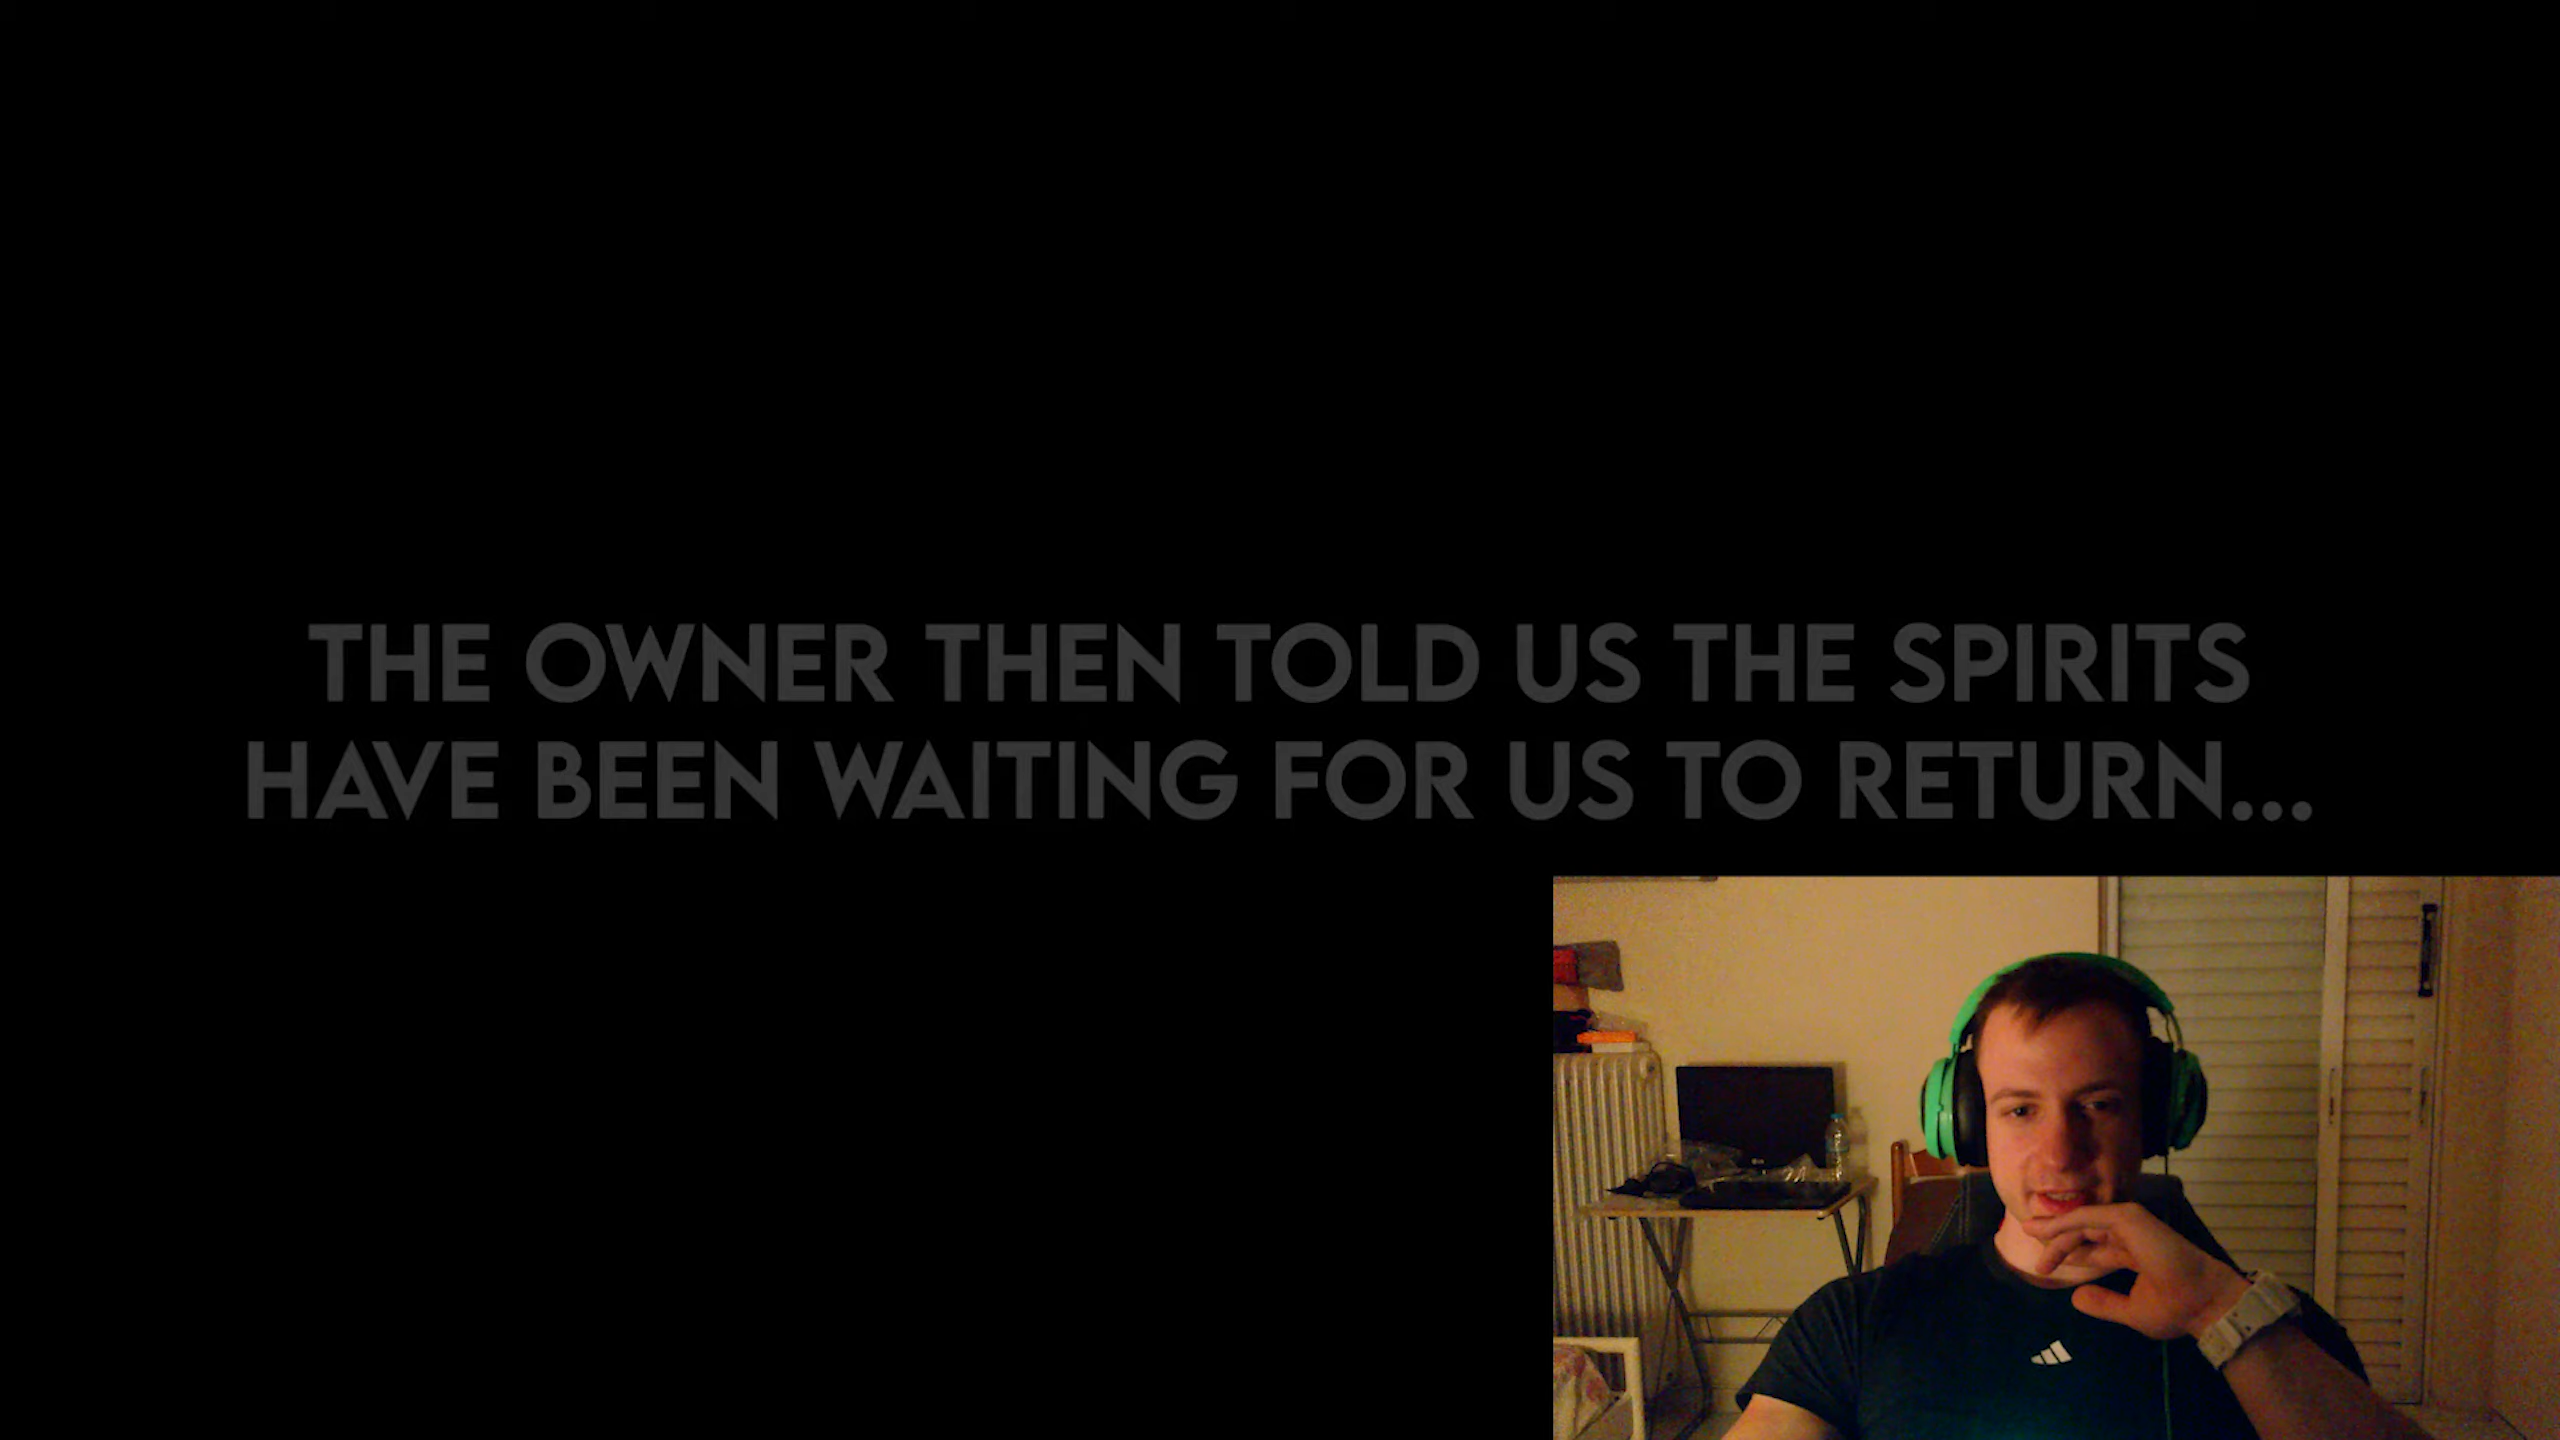 THE OWNER THEN TOLD US THE SPIRITS
HAVE BEEN WAITING FOR US TO RETURN...